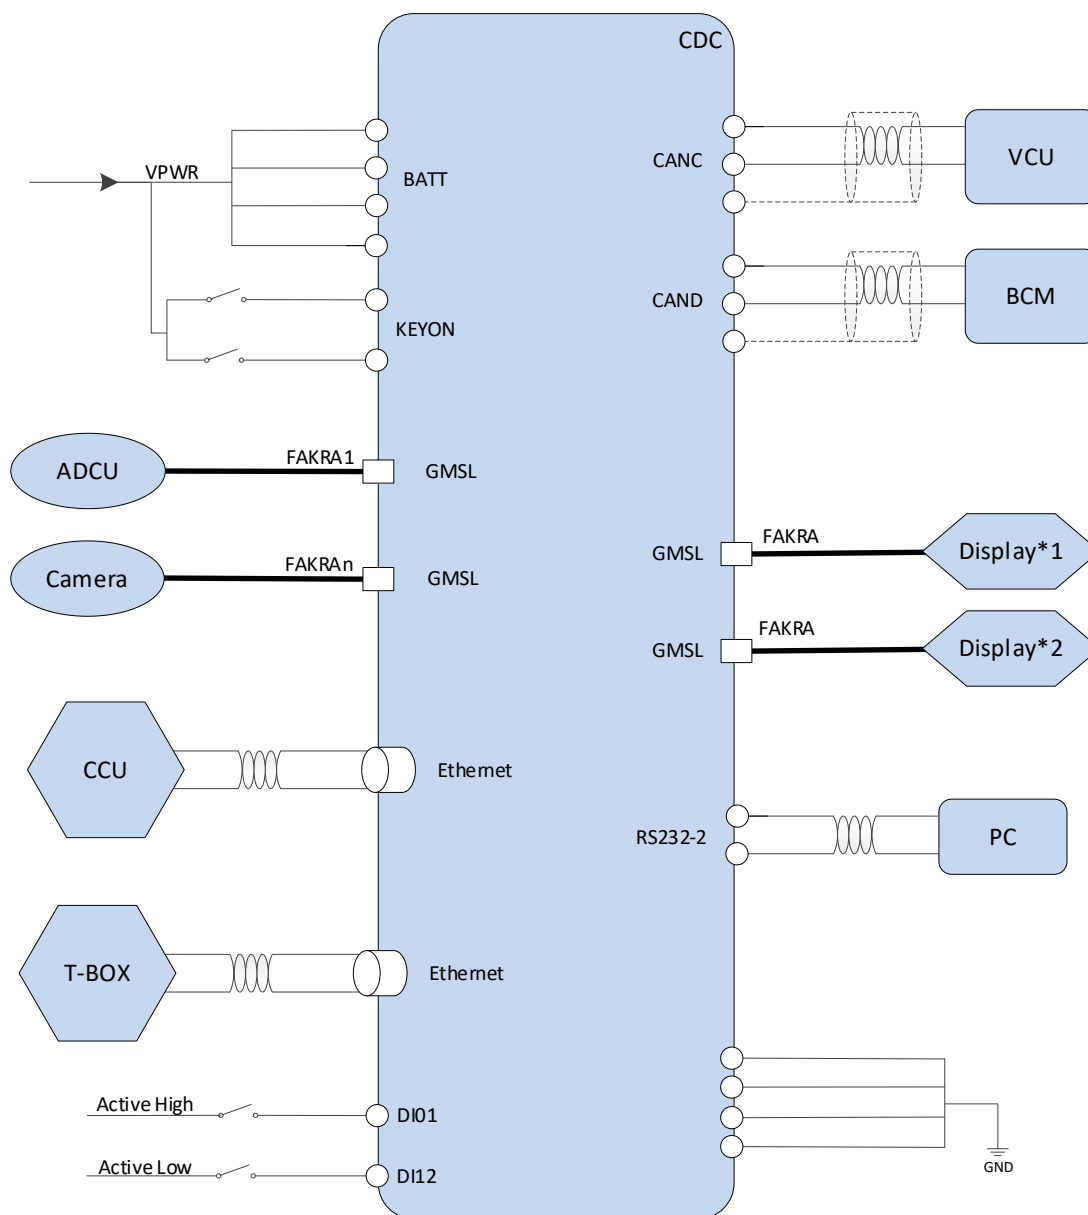 CDC
VPWR
BATT
CANC
VCU
KEYON
CAND
BCM
ADCU
FAKRA1
GMSL
Camera
FAKRAn
GMSL
GMSL
FAKRA
Display*1
GMSL
FAKRA
Display*2
CCU
Ethernet
RS232-2
PC
T-BOX
Ethernet
Active High
DI01
Active Low
DI12
GND